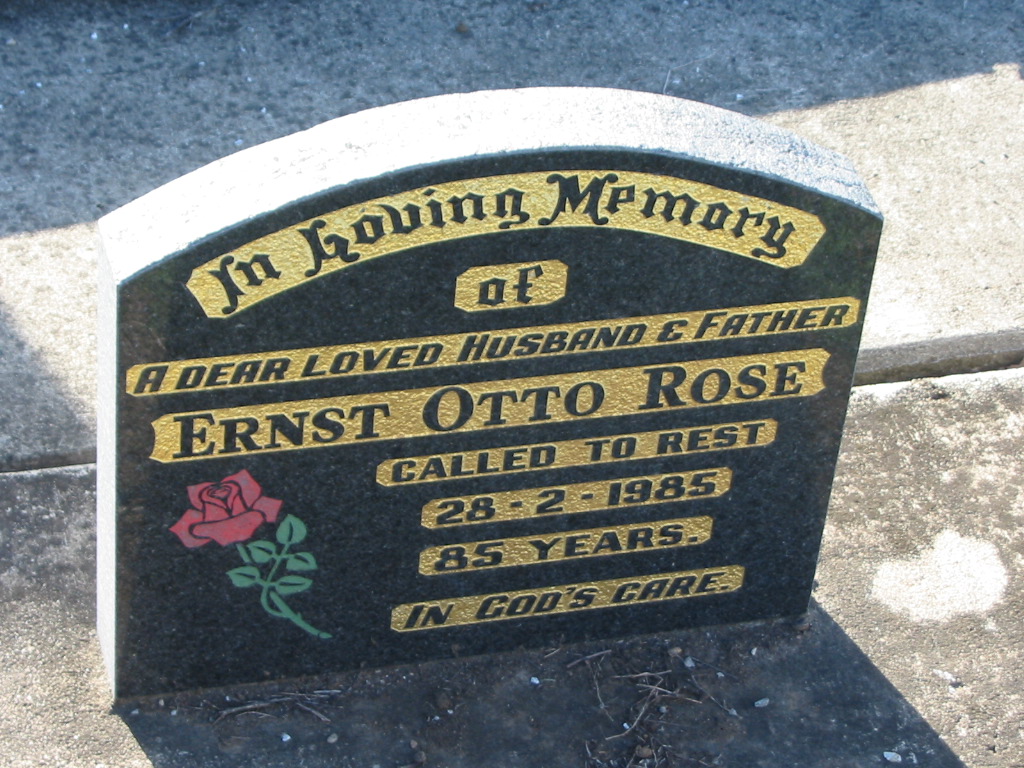 In Loving Memory
of
A DEAR LOVED HUSBAND & FATHER
ERNST OTTO ROSE
CALLED TO REST
28-2-1985
85 YEARS.
IN GOD'S CARE.